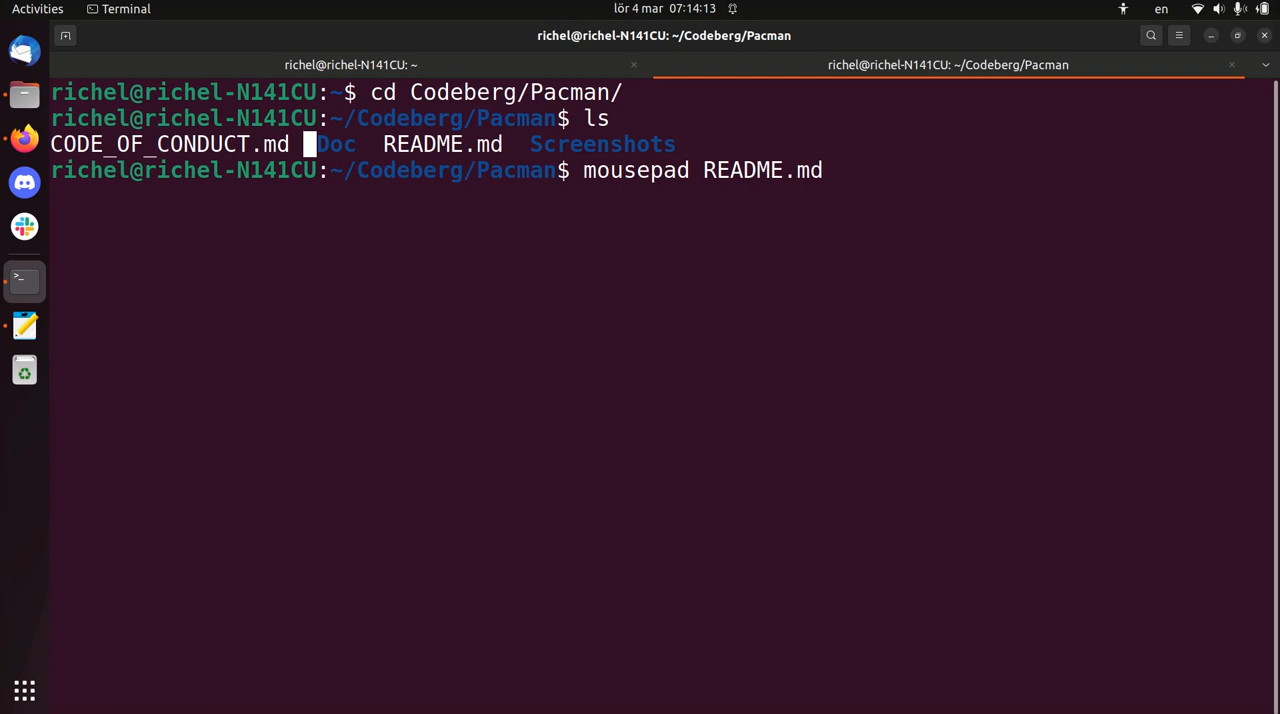 Activities Terminal lör 4 mar 07:14:13 en
richel@richel-N141CU: ~/Codeberg/Pacman
richel@richel-N141CU: ~ × richel@richel-N141CU: ~/Codeberg/Pacman ×
richel@richel-N141CU:~$ cd Codeberg/Pacman/
richel@richel-N141CU:~/Codeberg/Pacman$ ls
CODE_OF_CONDUCT.md Doc README.md Screenshots
richel@richel-N141CU:~/Codeberg/Pacman$ mousepad README.md